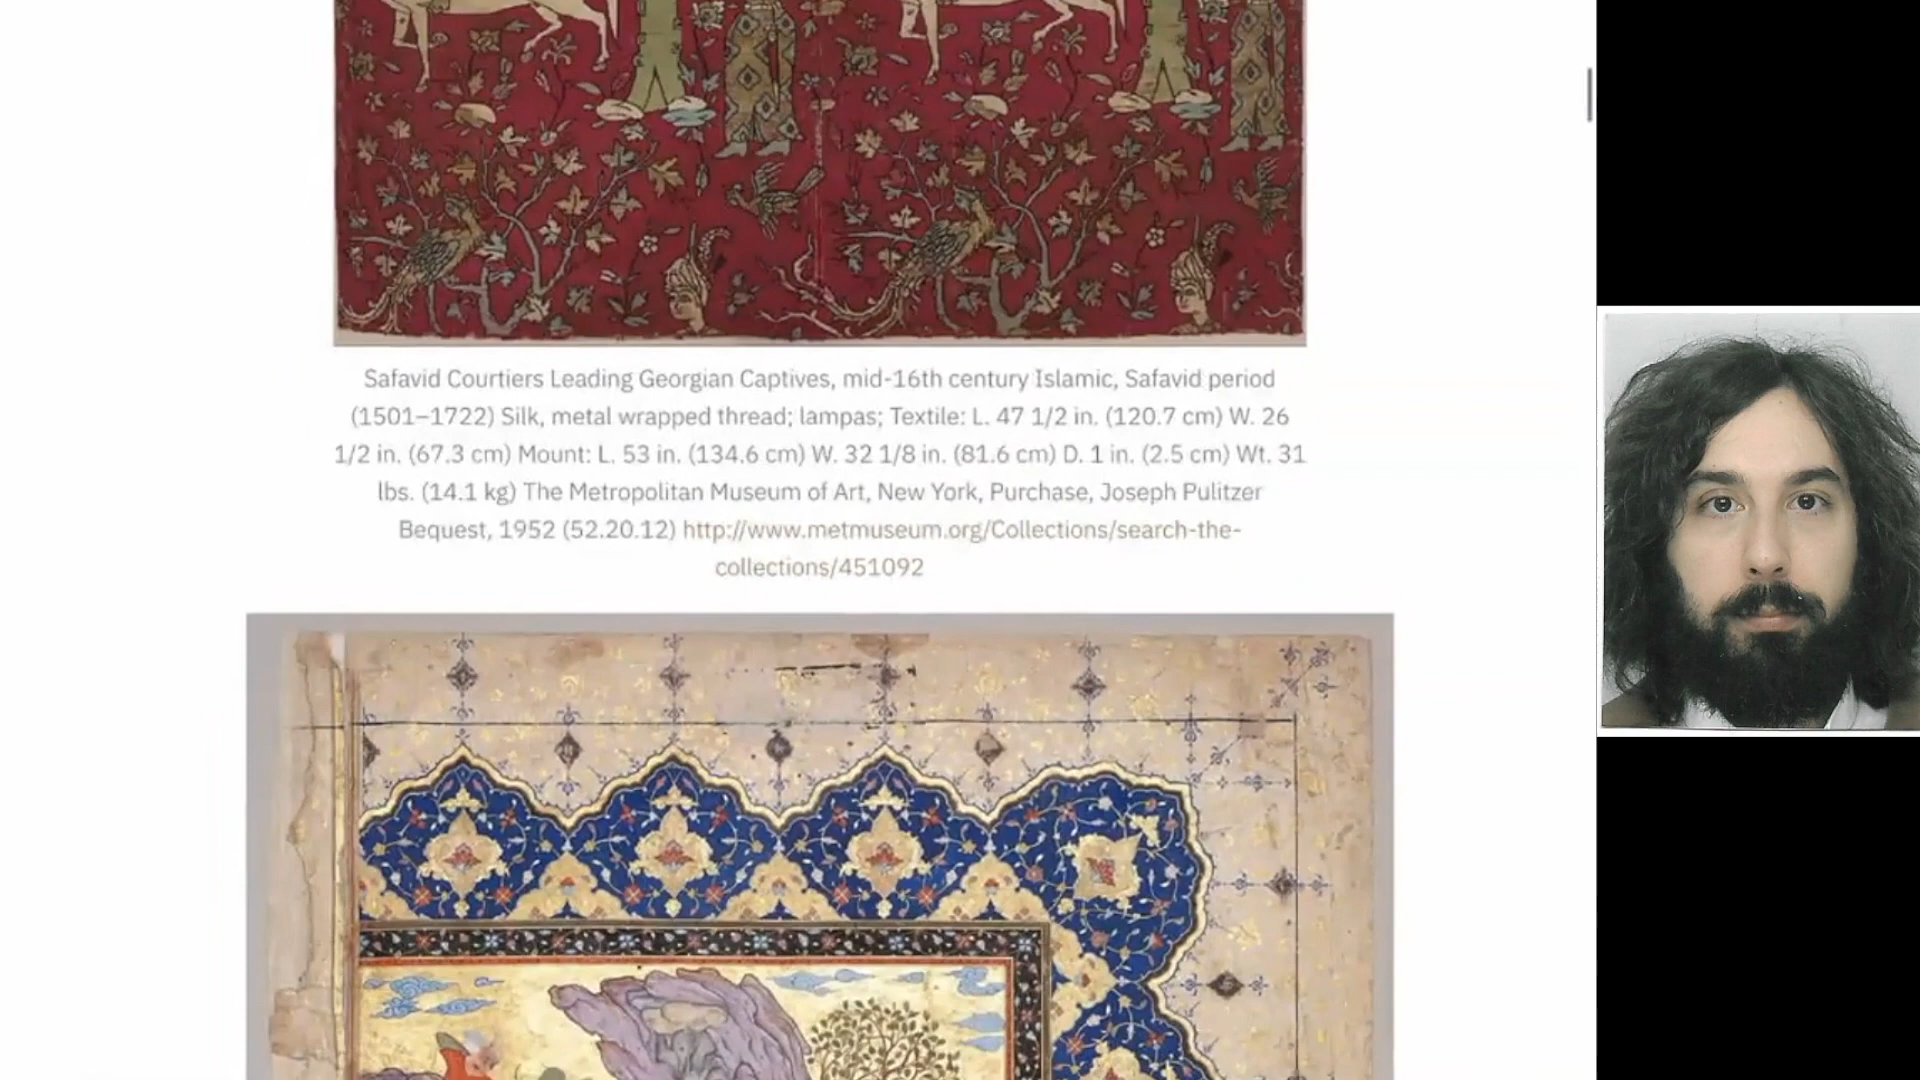 Safavid Courtiers Leading Georgian Captives, mid-16th century Islamic, Safavid period
(1501–1722) Silk, metal wrapped thread; lampas; Textile: L. 47 1/2 in. (120.7 cm) W. 26
1/2 in. (67.3 cm) Mount: L. 53 in. (134.6 cm) W. 32 1/8 in. (81.6 cm) D. 1 in. (2.5 cm) Wt. 31
lbs. (14.1 kg) The Metropolitan Museum of Art, New York, Purchase, Joseph Pulitzer
Bequest, 1952 (52.20.12) http://www.metmuseum.org/Collections/search-the-
collections/451092